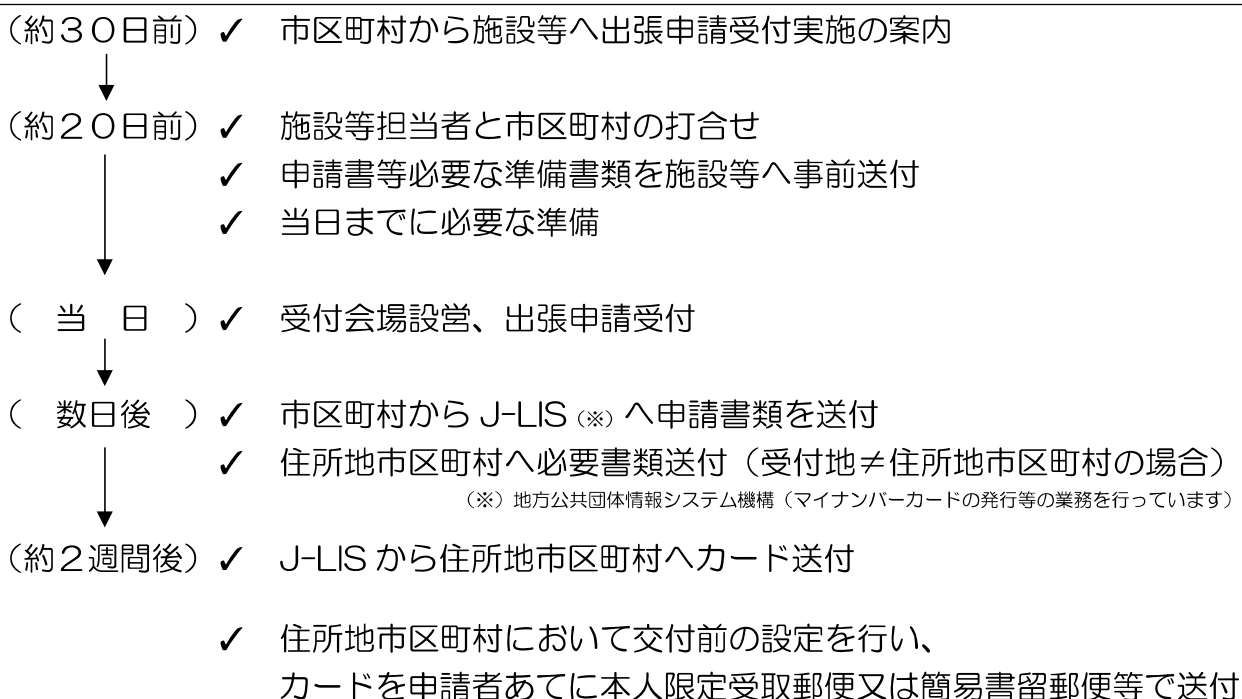 (約30日前)✓ 市区町村から施設等へ出張申請受付実施の案内
(約20日前)✓ 施設等担当者と市区町村の打合せ
✓ 申請書等必要な準備書類を施設等へ事前送付
✓ 当日までに必要な準備
( 当 日 )✓ 受付会場設営、出張申請受付
( 数日後 )✓ 市区町村から J-LIS(※)へ申請書類を送付
✓ 住所地市区町村へ必要書類送付(受付地≠住所地市区町村の場合)
(※)地方公共団体情報システム機構(マイナンバーカードの発行等の業務を行っています)
(約2週間後)✓ J-LIS から住所地市区町村へカード送付
✓ 住所地市区町村において交付前の設定を行い、
カードを申請者あてに本人限定受取郵便又は簡易書留郵便等で送付